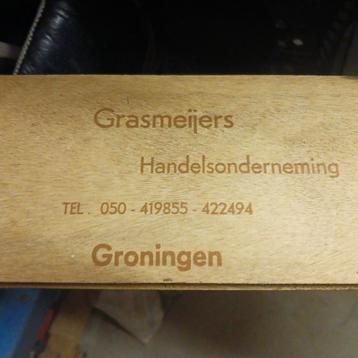 Grasmeijers
Handelsonderneming
TEL. 050 - 419855 - 422494
Groningen